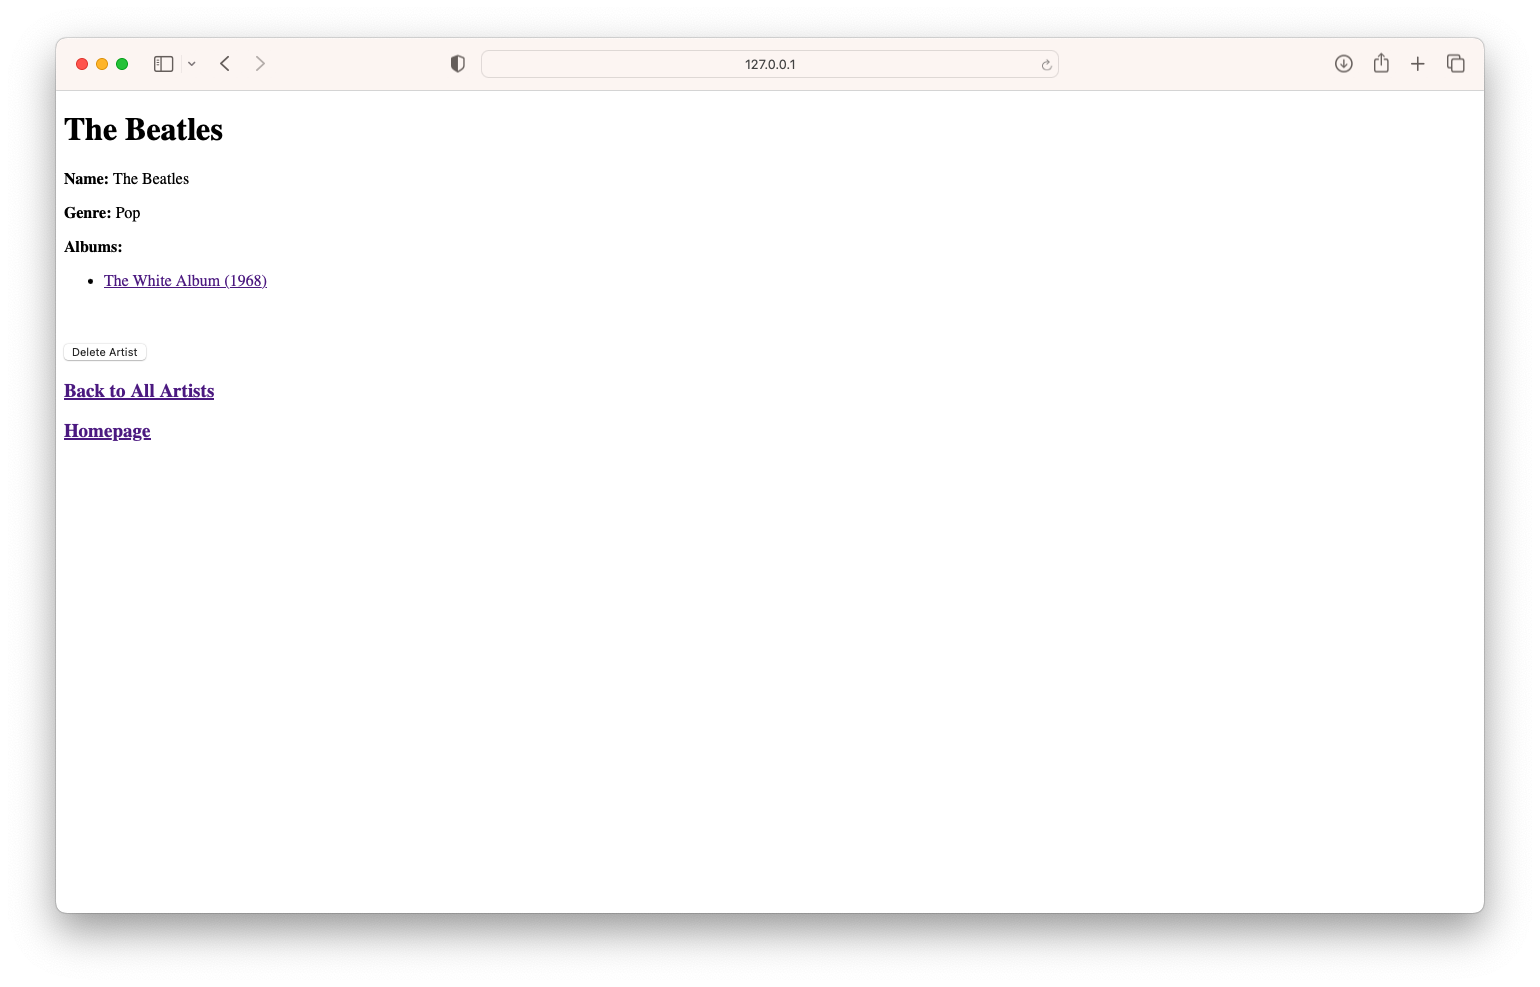 127.0.0.1
The Beatles
Name: The Beatles
Genre: Pop
Albums:
The White Album (1968)
Delete Artist
Back to All Artists
Homepage